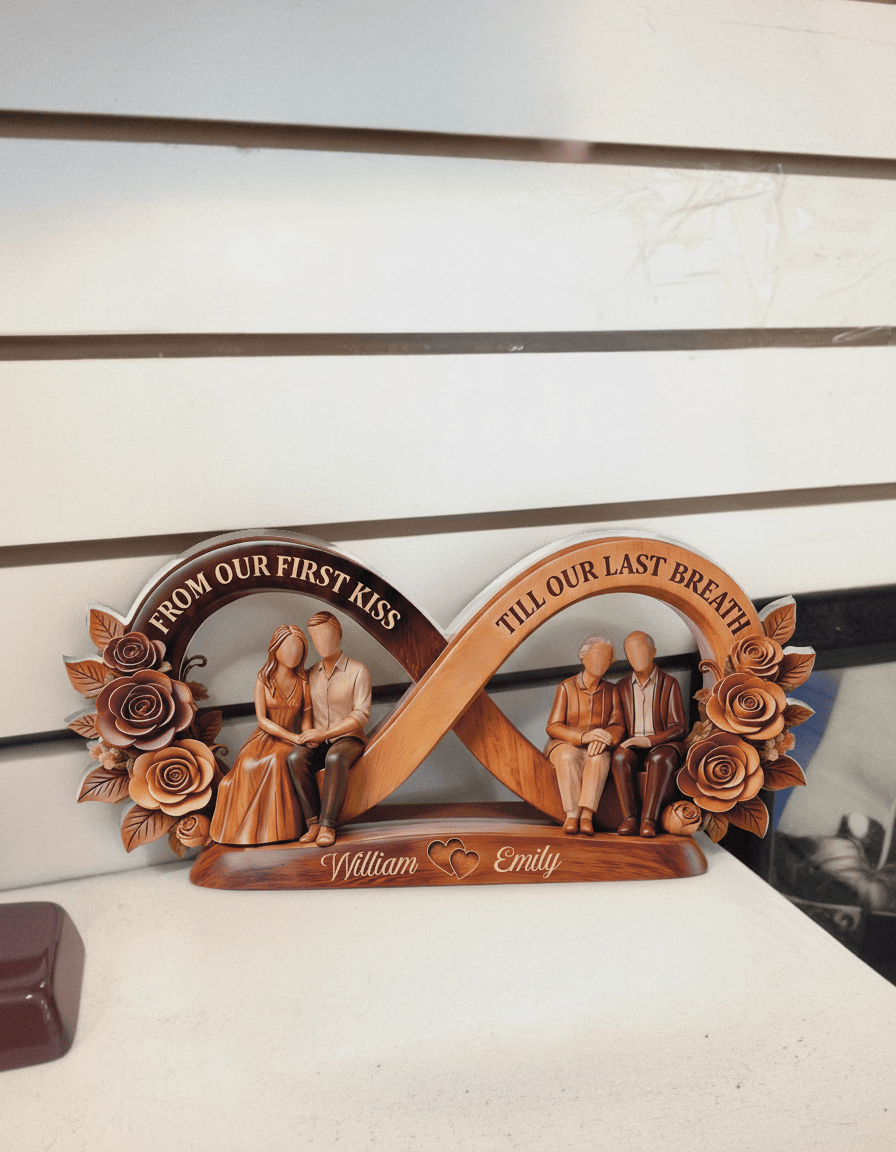 FROM OUR FIRST KISS
TILL OUR LAST BREATH
William Emily